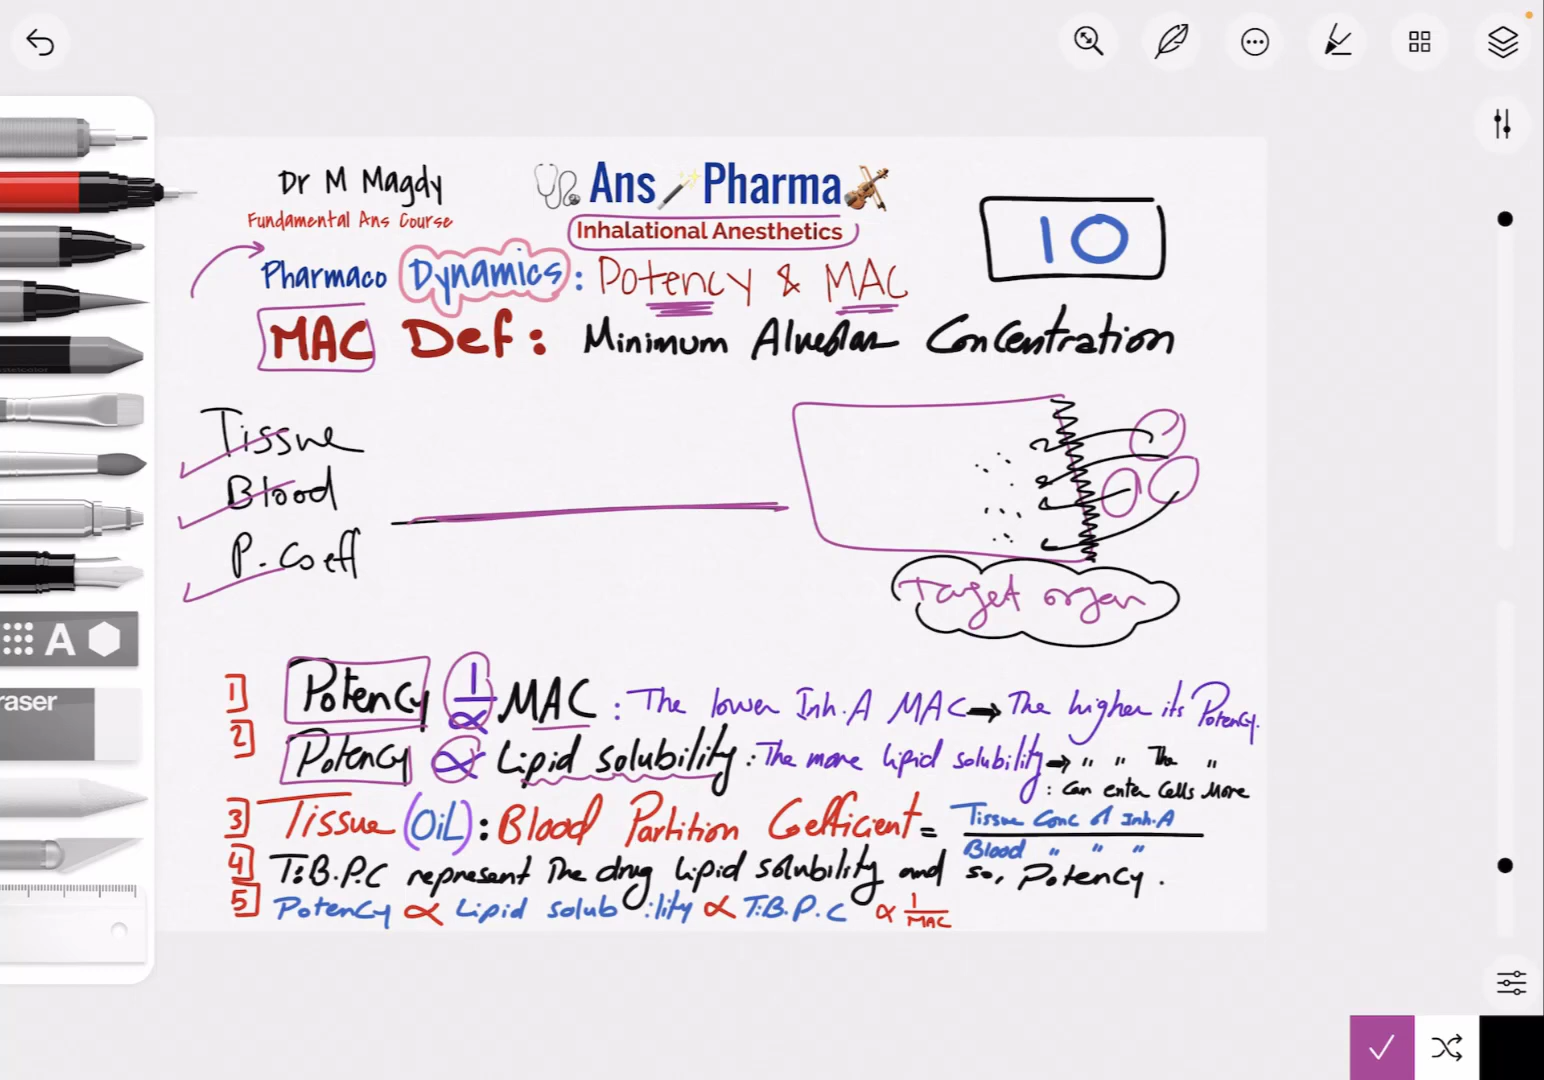 Dr M Magdy
Fundamental Ans Course
Ans Pharma
Inhalational Anesthetics
10
Pharmaco Dynamics : Potency & MAC
MAC Def : Minimum Alveolar Concentration
Tissue
Blood
P. Coeff
Target organ
1 Potency 1/∝ MAC : The lower Inh.A MAC → The higher its Potency.
2 Potency ∝ Lipid solubility : The more lipid solubility → " " The "
: Can enter Cells More
3 Tissue (OiL) : Blood Partition Coefficient = Tissue Conc of Inh.A
Blood " " "
4 T:B.P.C represent The drug Lipid solubility and so, Potency.
5 Potency ∝ Lipid solubility ∝ T:B.P.C ∝ 1/MAC
A
raser